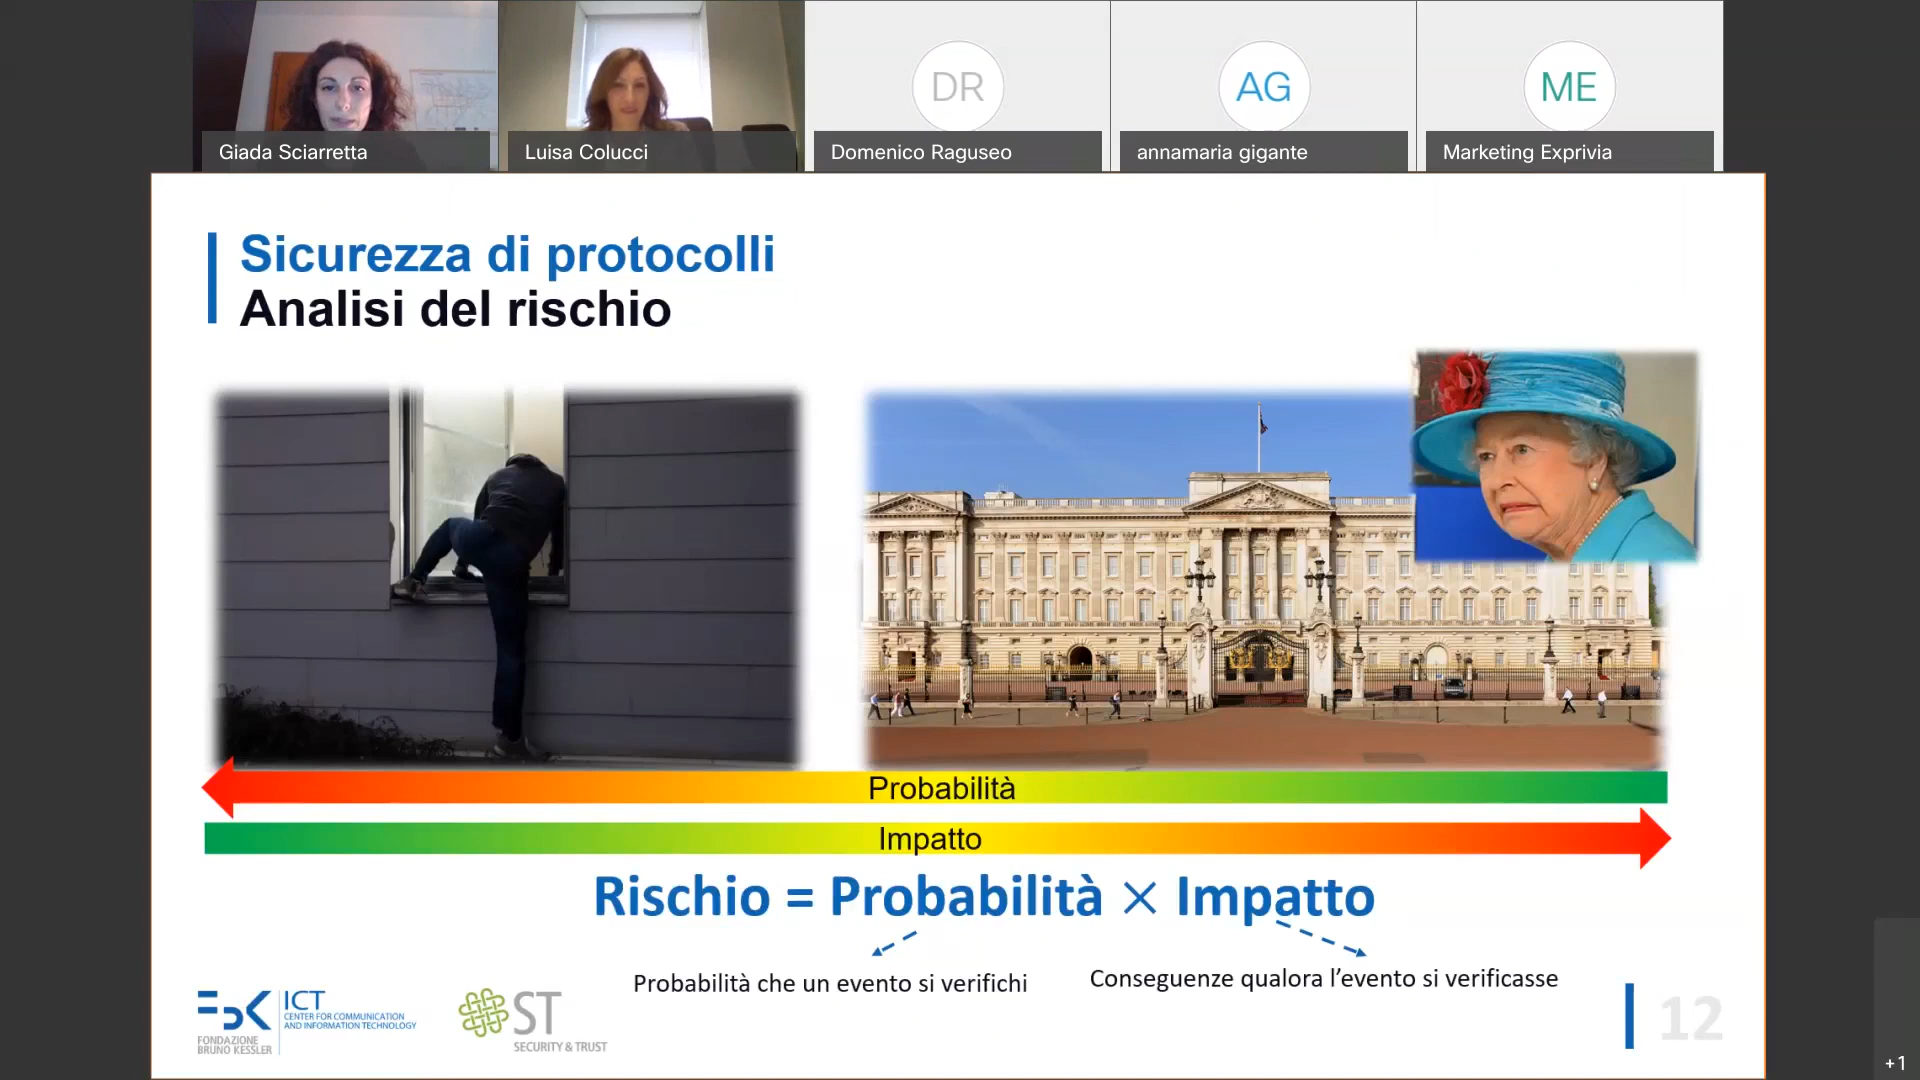 DR
AG
ME
Giada Sciarretta
Luisa Colucci
Domenico Raguseo
annamaria gigante
Marketing Exprivia
Sicurezza di protocolli
Analisi del rischio
Probabilità
Impatto
Rischio = Probabilità × Impatto
Probabilità che un evento si verifichi
Conseguenze qualora l’evento si verificasse
FBK
FONDAZIONE
BRUNO KESSLER
ICT
CENTER FOR COMMUNICATION
AND INFORMATION TECHNOLOGY
ST
SECURITY & TRUST
12
+1